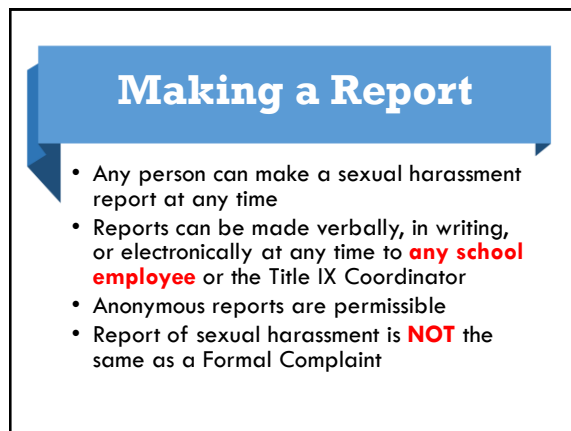 Making a Report
• Any person can make a sexual harassment
report at any time
• Reports can be made verbally, in writing,
or electronically at any time to any school
employee or the Title IX Coordinator
• Anonymous reports are permissible
• Report of sexual harassment is NOT the
same as a Formal Complaint